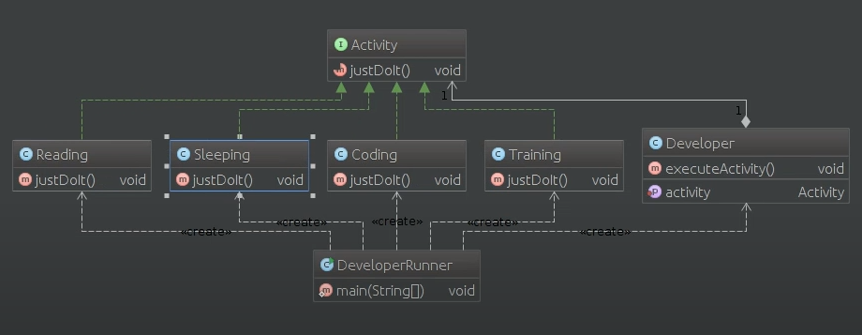 Activity
justDoIt() void
1
1
Reading
justDoIt() void
Sleeping
justDoIt() void
Coding
justDoIt() void
Training
justDoIt() void
Developer
executeActivity() void
activity Activity
«create»
«create»
«create»
«create»
«create»
DeveloperRunner
main(String[]) void